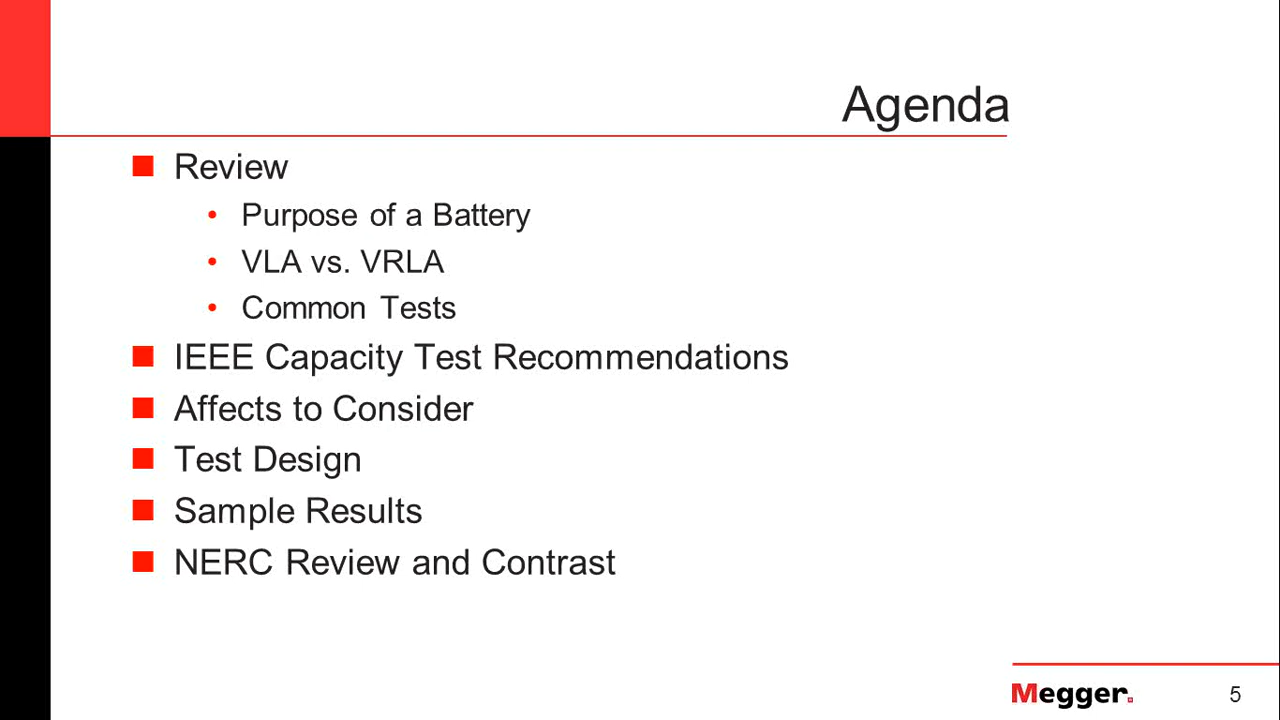 Agenda
Review
Purpose of a Battery
VLA vs. VRLA
Common Tests
IEEE Capacity Test Recommendations
Affects to Consider
Test Design
Sample Results
NERC Review and Contrast
Megger.
5